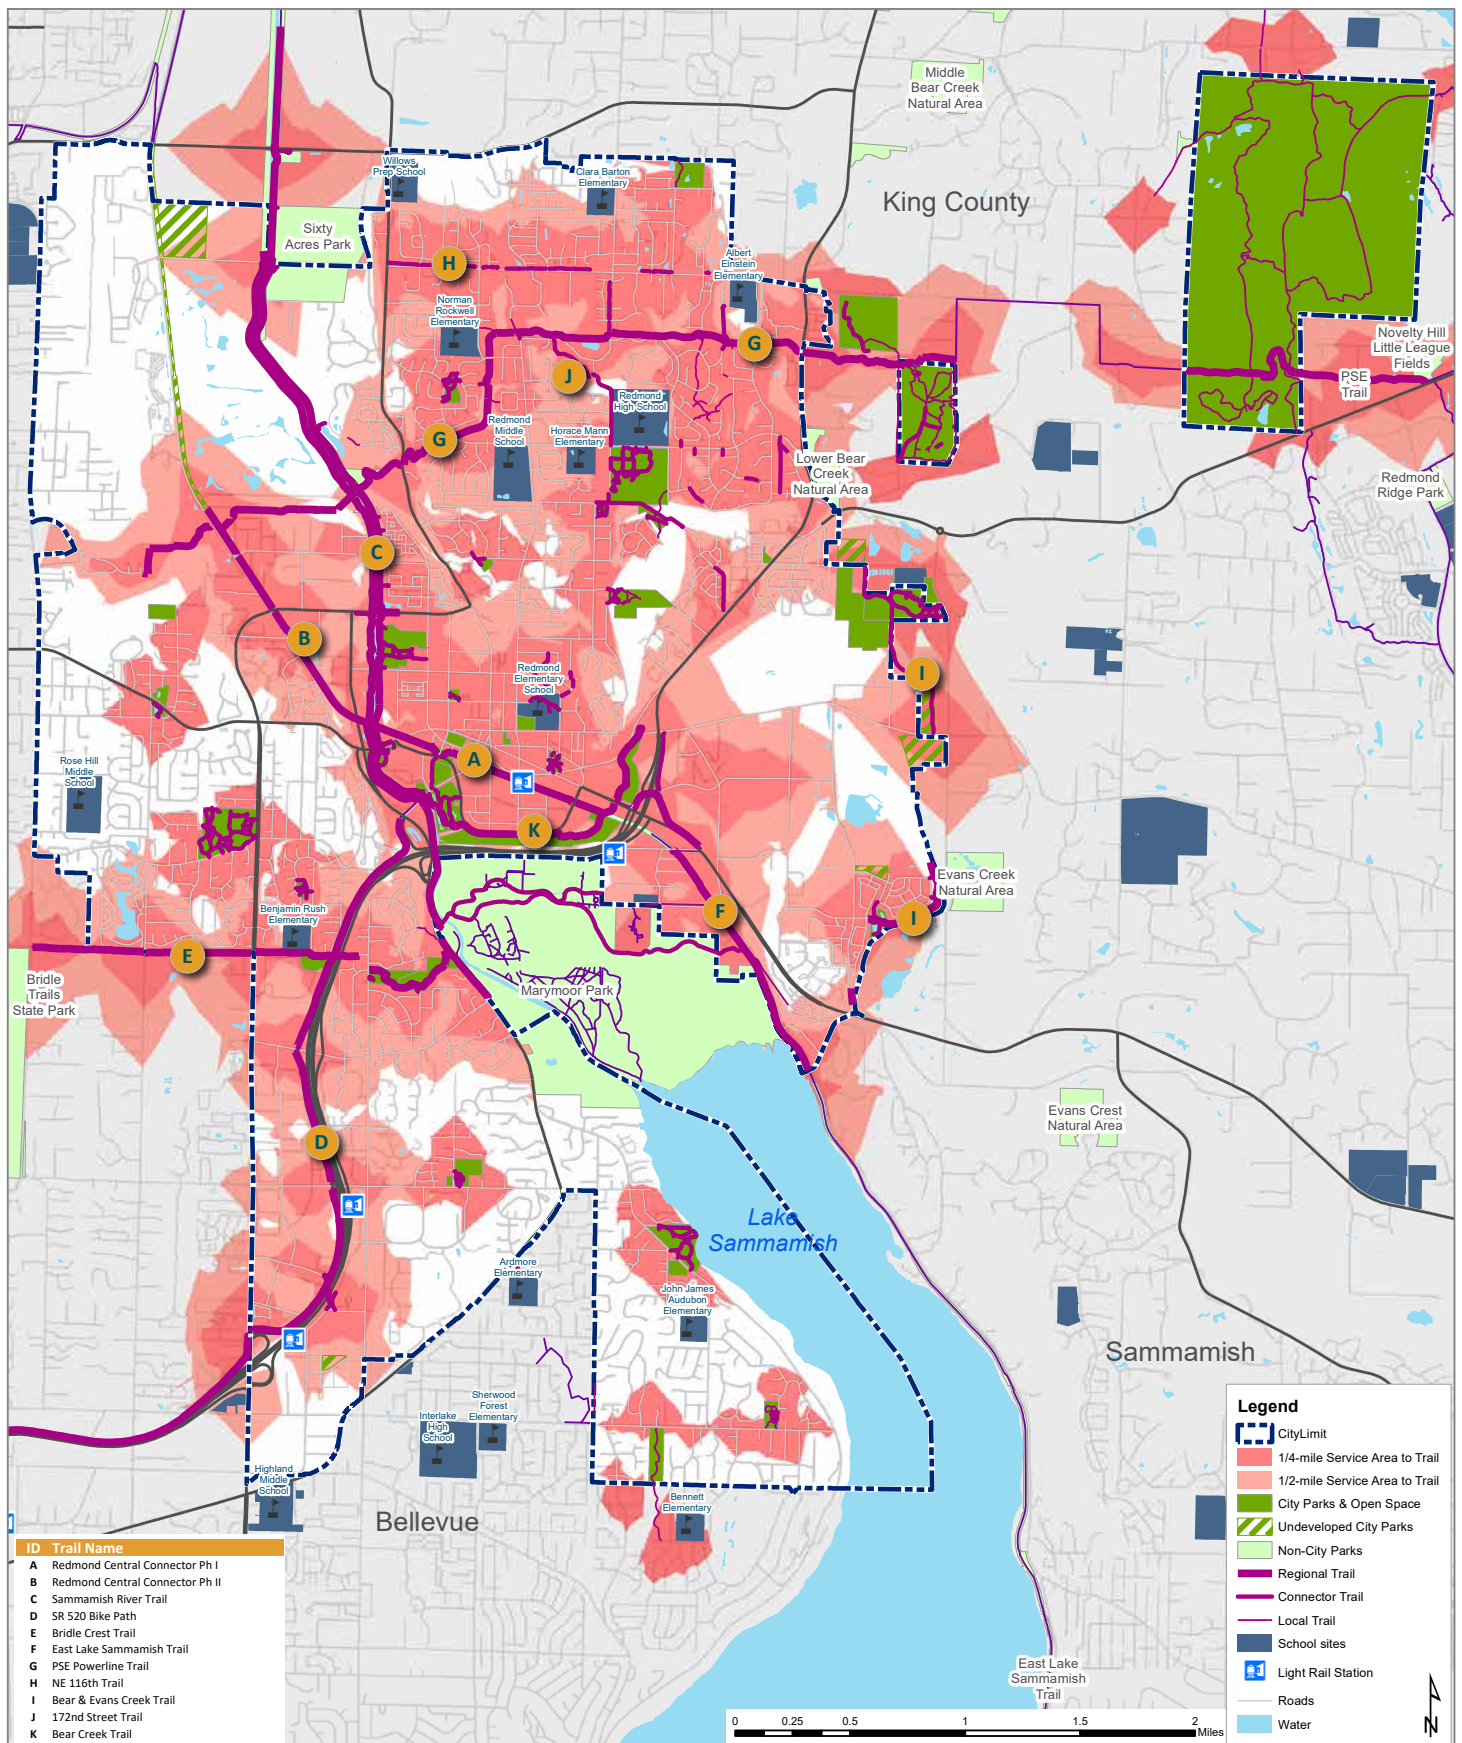 Middle
Bear Creek
Natural Area
King County
Willows
Prep School
Clara Barton
Elementary
Sixty
Acres Park
H
Albert
Einstein
Elementary
Norman
Rockwell
Elementary
G
Novelty Hill
Little League
Fields
J
PSE
Trail
Redmond
High School
G
Redmond
Middle
School
Horace Mann
Elementary
Lower Bear
Creek
Natural Area
Redmond
Ridge Park
C
B
Redmond
Elementary
School
I
A
Rose Hill
Middle
School
K
Evans Creek
Natural Area
F
I
Benjamin Rush
Elementary
E
Bridle
Trails
State Park
Marymoor Park
Evans Crest
Natural Area
D
Lake
Sammamish
Ardmore
Elementary
John James
Audubon
Elementary
Sammamish
Sherwood
Forest
Elementary
Interlake
High
School
Highland
Middle
School
Bennett
Elementary
Bellevue
East Lake
Sammamish
Trail
Legend
CityLimit
1/4-mile Service Area to Trail
1/2-mile Service Area to Trail
City Parks & Open Space
Undeveloped City Parks
Non-City Parks
Regional Trail
Connector Trail
Local Trail
School sites
Light Rail Station
Roads
Water
N
0 0.25 0.5 1 1.5 2
Miles
ID Trail Name
A Redmond Central Connector Ph I
B Redmond Central Connector Ph II
C Sammamish River Trail
D SR 520 Bike Path
E Bridle Crest Trail
F East Lake Sammamish Trail
G PSE Powerline Trail
H NE 116th Trail
I Bear & Evans Creek Trail
J 172nd Street Trail
K Bear Creek Trail